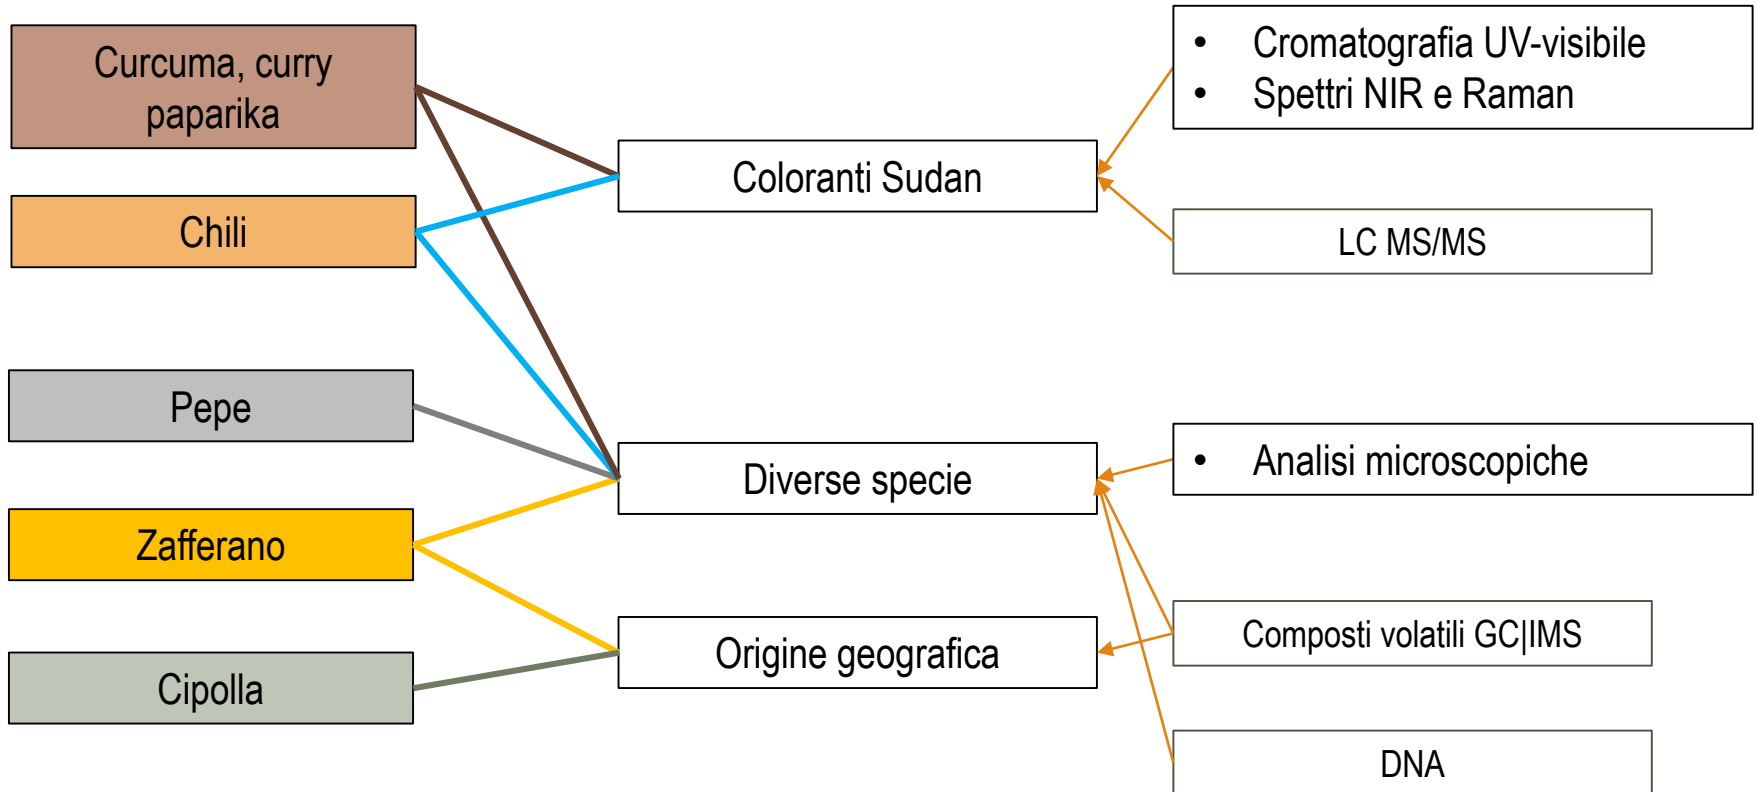 Curcuma, curry
paparika
Chili
Pepe
Zafferano
Cipolla
Coloranti Sudan
Diverse specie
Origine geografica
• Cromatografia UV-visibile
• Spettri NIR e Raman
LC MS/MS
• Analisi microscopiche
Composti volatili GC|IMS
DNA